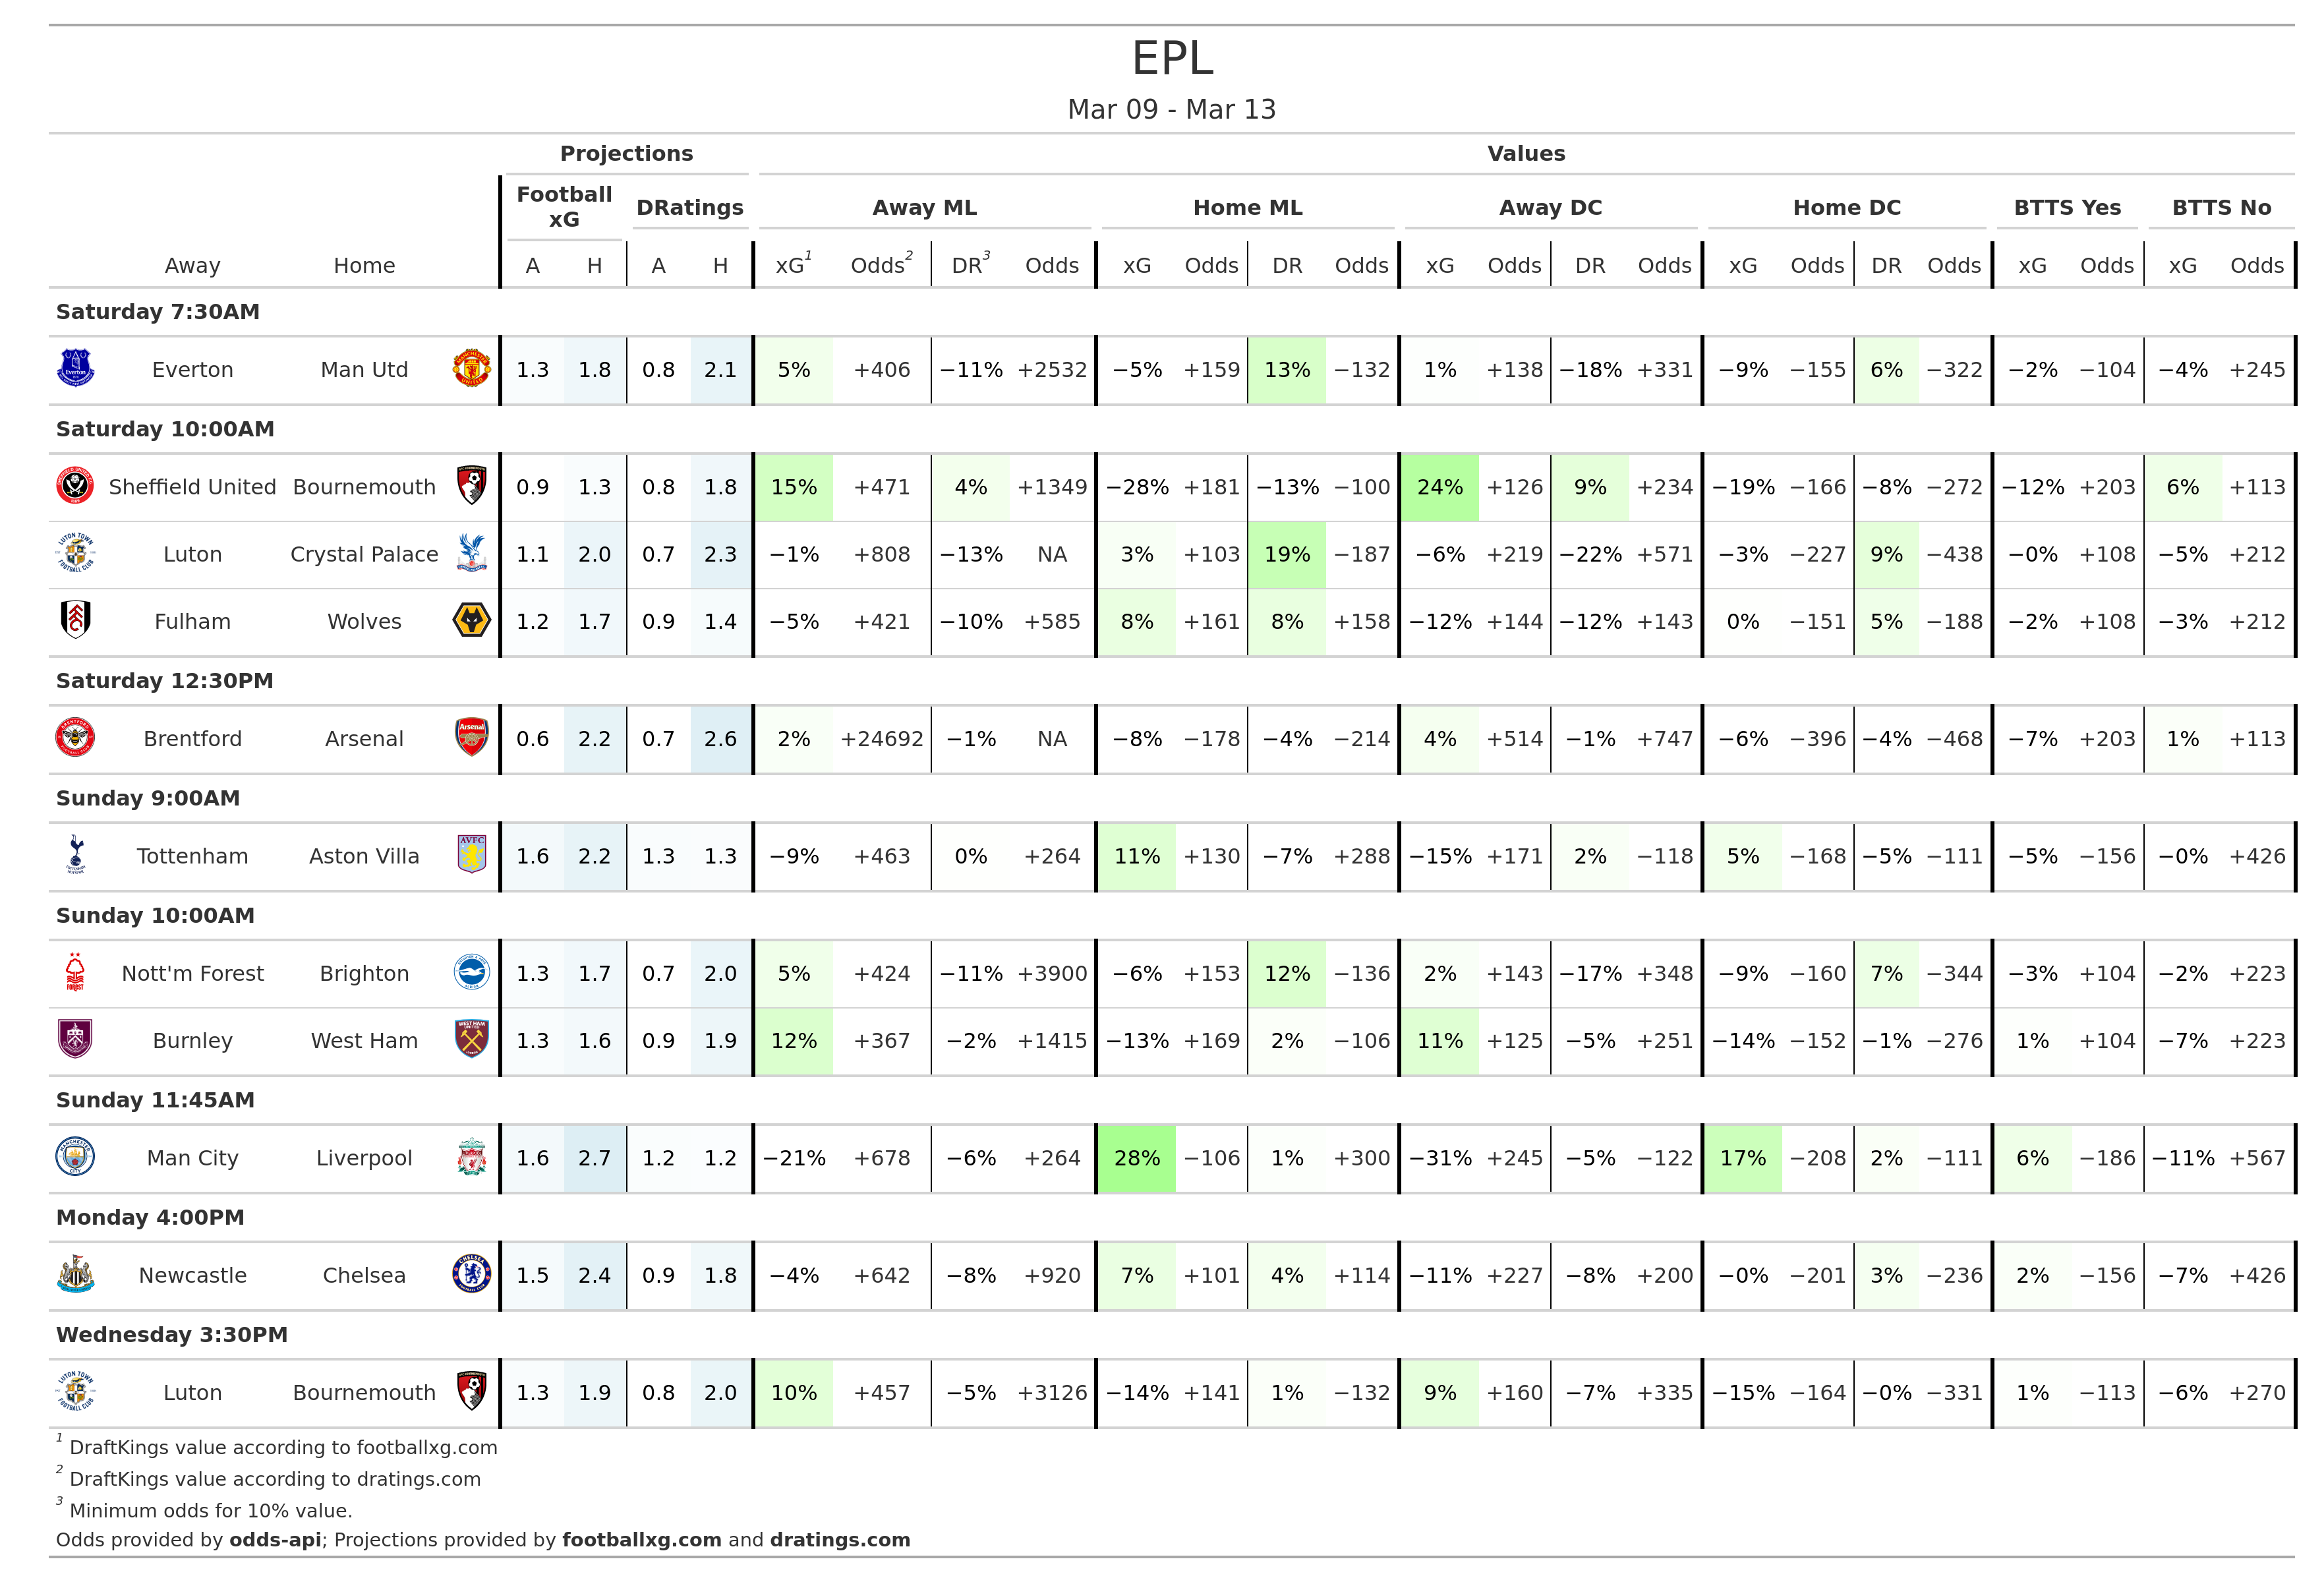 EPL
Mar 09 - Mar 13
Projections Values
Football xG DRatings Away ML Home ML Away DC Home DC BTTS Yes BTTS No
Away Home A H A H xG1 Odds2 DR3 Odds xG Odds DR Odds xG Odds DR Odds xG Odds DR Odds xG Odds xG Odds
Saturday 7:30AM
Everton Man Utd 1.3 1.8 0.8 2.1 5% +406 −11% +2532 −5% +159 13% −132 1% +138 −18% +331 −9% −155 6% −322 −2% −104 −4% +245
Saturday 10:00AM
Sheffield United Bournemouth 0.9 1.3 0.8 1.8 15% +471 4% +1349 −28% +181 −13% −100 24% +126 9% +234 −19% −166 −8% −272 −12% +203 6% +113
Luton Crystal Palace 1.1 2.0 0.7 2.3 −1% +808 −13% NA 3% +103 19% −187 −6% +219 −22% +571 −3% −227 9% −438 −0% +108 −5% +212
Fulham Wolves 1.2 1.7 0.9 1.4 −5% +421 −10% +585 8% +161 8% +158 −12% +144 −12% +143 0% −151 5% −188 −2% +108 −3% +212
Saturday 12:30PM
Brentford Arsenal 0.6 2.2 0.7 2.6 2% +24692 −1% NA −8% −178 −4% −214 4% +514 −1% +747 −6% −396 −4% −468 −7% +203 1% +113
Sunday 9:00AM
Tottenham Aston Villa 1.6 2.2 1.3 1.3 −9% +463 0% +264 11% +130 −7% +288 −15% +171 2% −118 5% −168 −5% −111 −5% −156 −0% +426
Sunday 10:00AM
Nott'm Forest Brighton 1.3 1.7 0.7 2.0 5% +424 −11% +3900 −6% +153 12% −136 2% +143 −17% +348 −9% −160 7% −344 −3% +104 −2% +223
Burnley West Ham 1.3 1.6 0.9 1.9 12% +367 −2% +1415 −13% +169 2% −106 11% +125 −5% +251 −14% −152 −1% −276 1% +104 −7% +223
Sunday 11:45AM
Man City Liverpool 1.6 2.7 1.2 1.2 −21% +678 −6% +264 28% −106 1% +300 −31% +245 −5% −122 17% −208 2% −111 6% −186 −11% +567
Monday 4:00PM
Newcastle Chelsea 1.5 2.4 0.9 1.8 −4% +642 −8% +920 7% +101 4% +114 −11% +227 −8% +200 −0% −201 3% −236 2% −156 −7% +426
Wednesday 3:30PM
Luton Bournemouth 1.3 1.9 0.8 2.0 10% +457 −5% +3126 −14% +141 1% −132 9% +160 −7% +335 −15% −164 −0% −331 1% −113 −6% +270
1 DraftKings value according to footballxg.com
2 DraftKings value according to dratings.com
3 Minimum odds for 10% value.
Odds provided by odds-api; Projections provided by footballxg.com and dratings.com